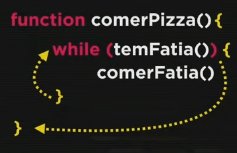 function comerPizza() {
while (temFatia()) {
comerFatia()
}
}